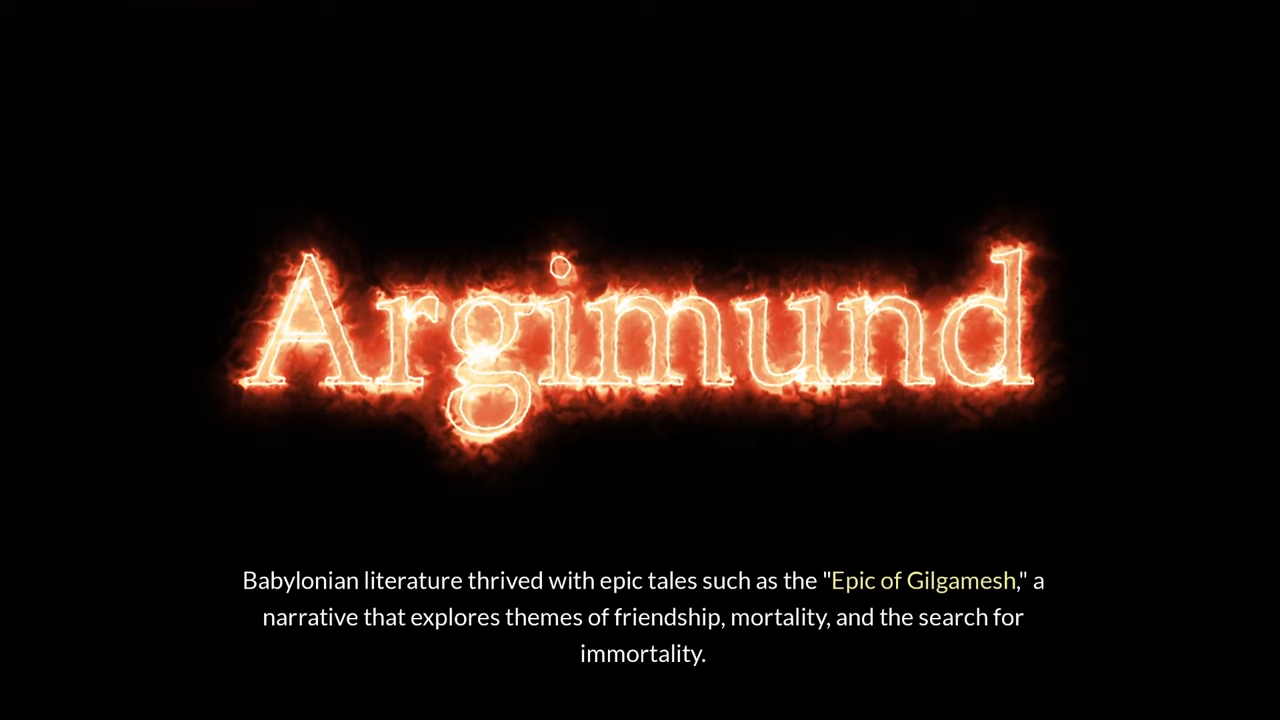 Argimund
Babylonian literature thrived with epic tales such as the "Epic of Gilgamesh," a
narrative that explores themes of friendship, mortality, and the search for
immortality.